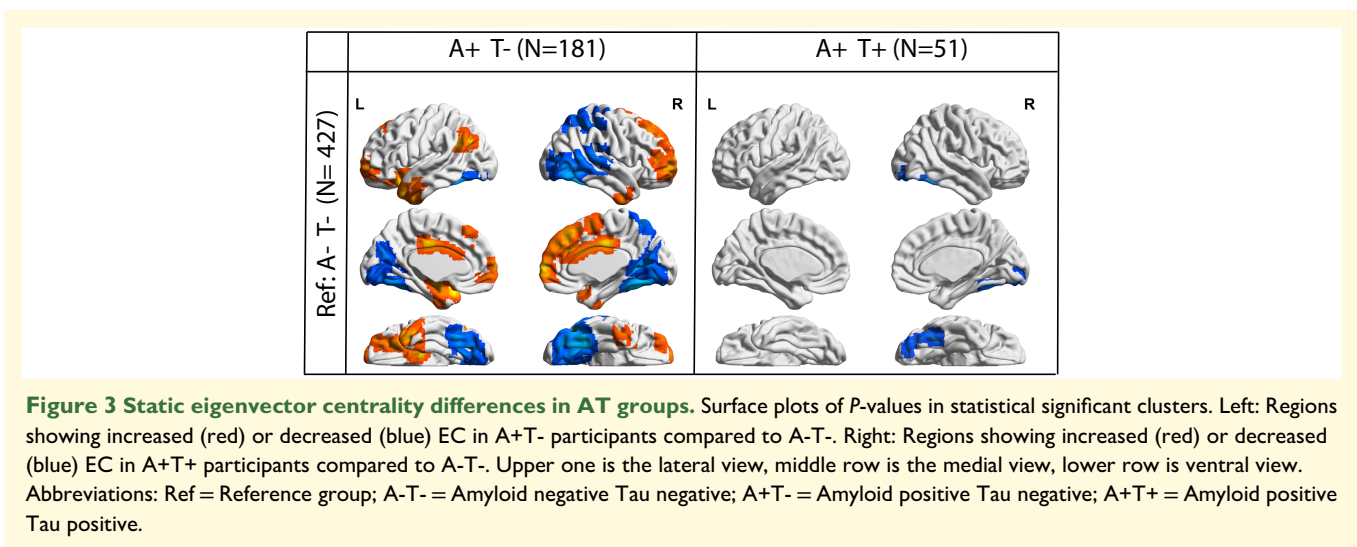 A+ T- (N=181)
A+ T+ (N=51)
Ref: A- T- (N= 427)
L
R
L
R
Figure 3 Static eigenvector centrality differences in AT groups. Surface plots of P-values in statistical significant clusters. Left: Regions
showing increased (red) or decreased (blue) EC in A+T- participants compared to A-T-. Right: Regions showing increased (red) or decreased
(blue) EC in A+T+ participants compared to A-T-. Upper one is the lateral view, middle row is the medial view, lower row is ventral view.
Abbreviations: Ref = Reference group; A-T- = Amyloid negative Tau negative; A+T- = Amyloid positive Tau negative; A+T+ = Amyloid positive
Tau positive.